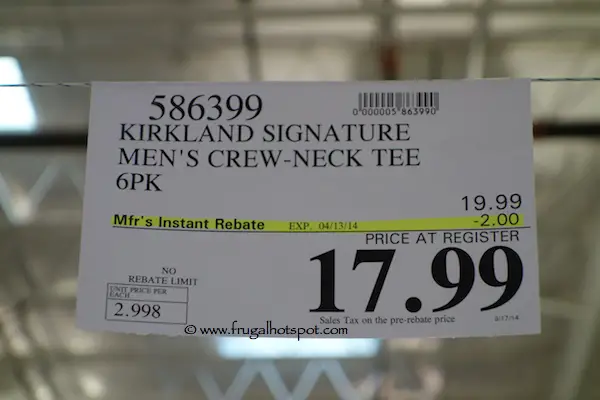 586399
0"000005"863990"
KIRKLAND SIGNATURE
MEN'S CREW-NECK TEE
6PK
19.99
Mfr's Instant Rebate EXP. 04/13/14 -2.00
PRICE AT REGISTER
17.99
NO
REBATE LIMIT
UNIT PRICE PER
EACH
2.998
Sales Tax on the pre-rebate price
© www.frugalhotspot.com